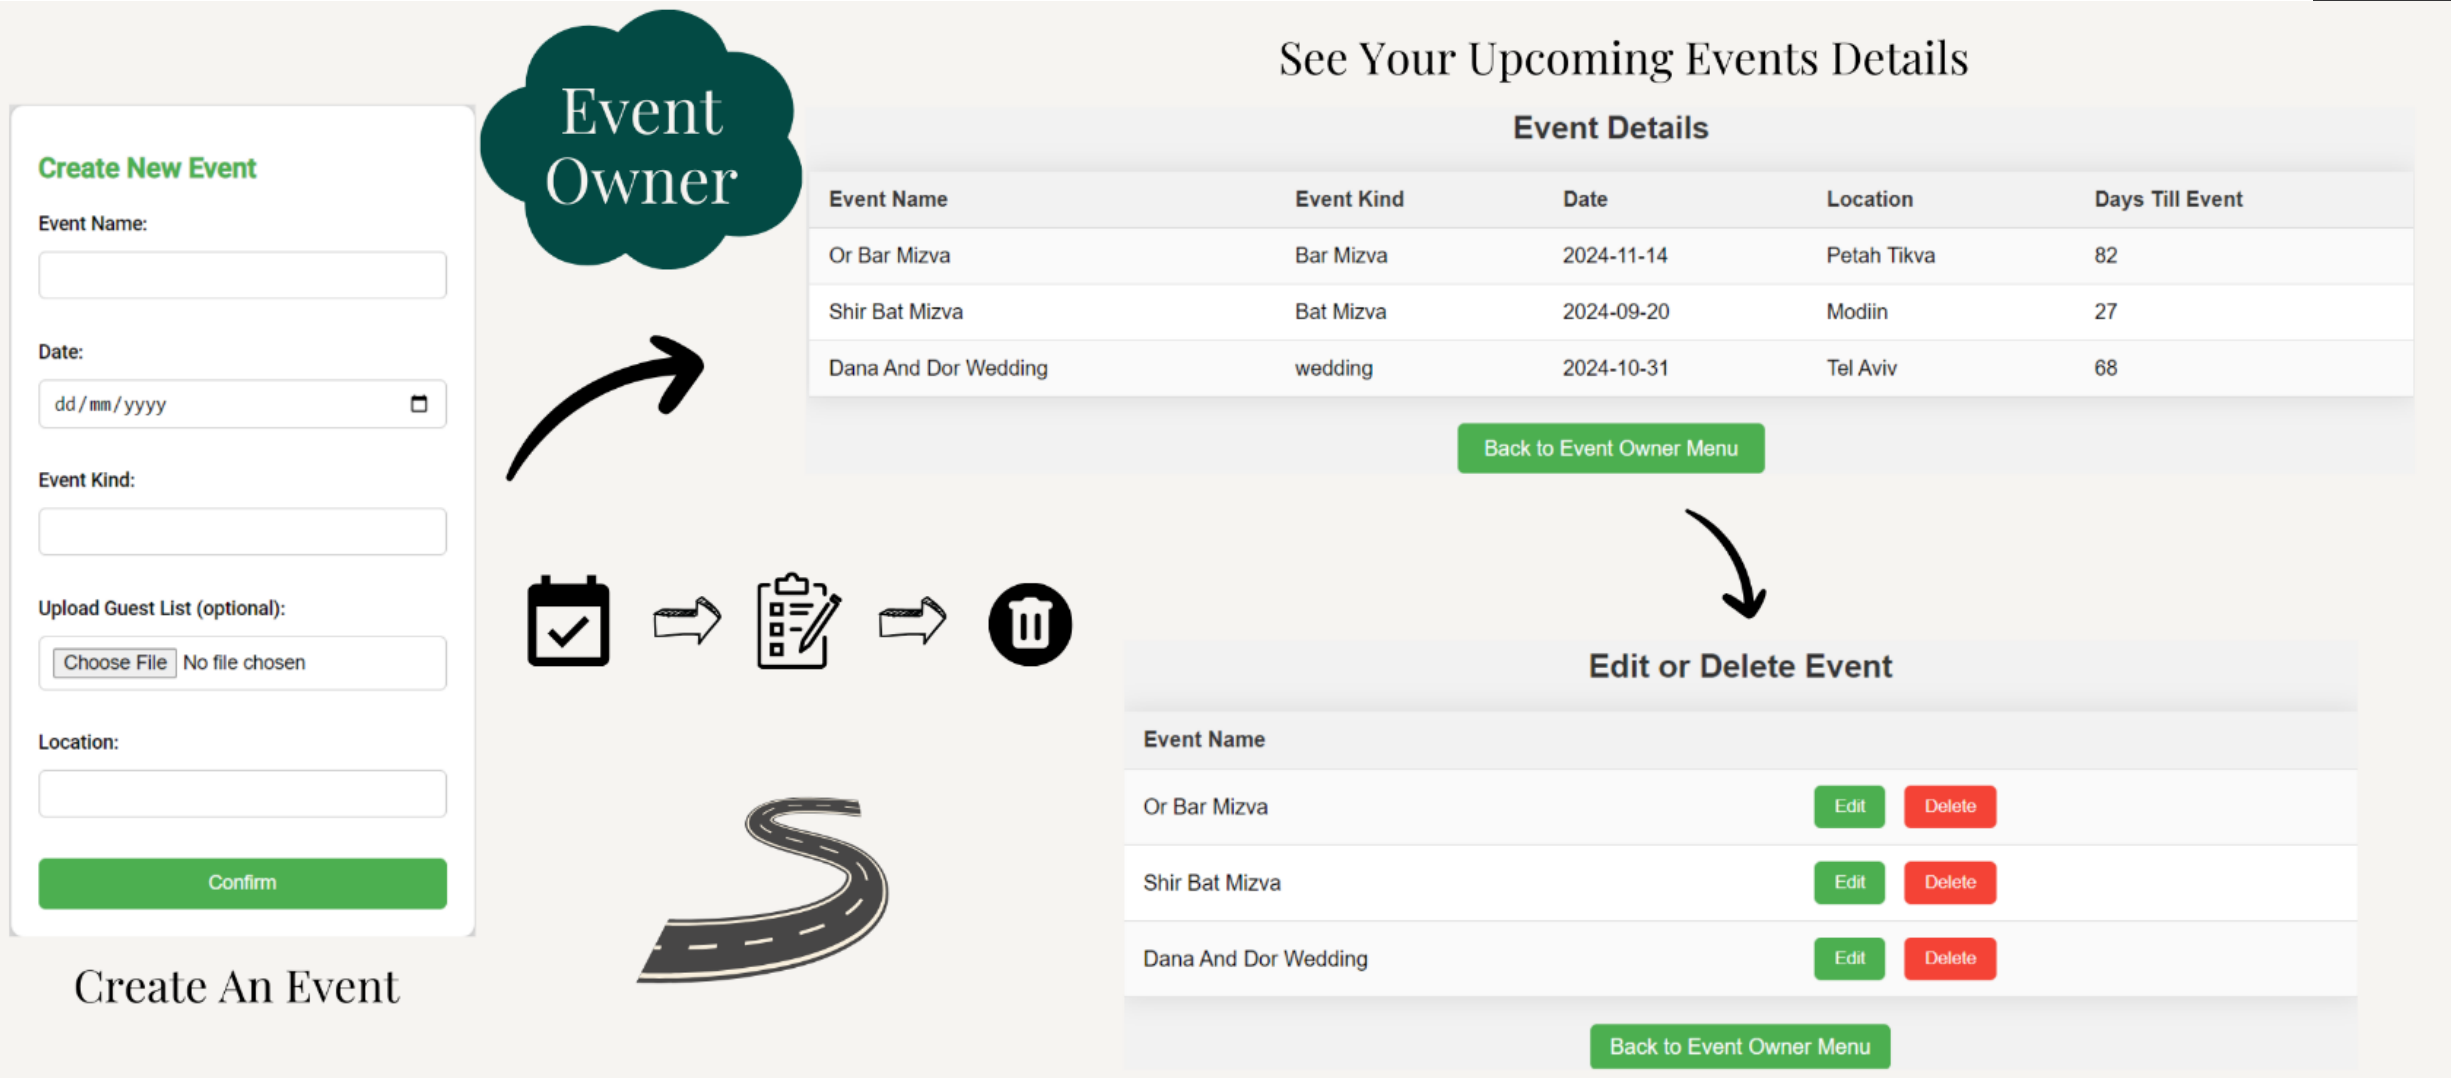 Event
Owner
Create New Event
Event Name:
Date:
dd/mm/yyyy
Event Kind:
Upload Guest List (optional):
Choose File No file chosen
Location:
Confirm
Create An Event
See Your Upcoming Events Details
Event Details
Event Name Event Kind Date Location Days Till Event
Or Bar Mizva Bar Mizva 2024-11-14 Petah Tikva 82
Shir Bat Mizva Bat Mizva 2024-09-20 Modiin 27
Dana And Dor Wedding wedding 2024-10-31 Tel Aviv 68
Back to Event Owner Menu
Edit or Delete Event
Event Name
Or Bar Mizva Edit Delete
Shir Bat Mizva Edit Delete
Dana And Dor Wedding Edit Delete
Back to Event Owner Menu